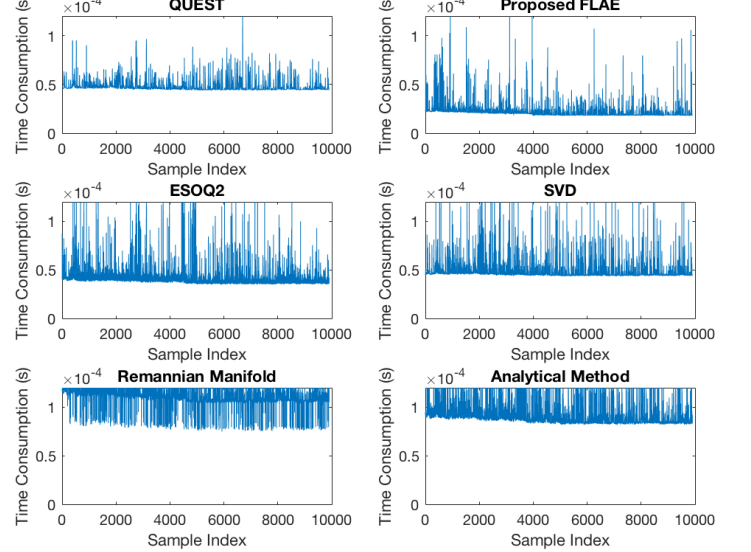 QUEST
Proposed FLAE
×10⁻⁴
×10⁻⁴
Time Consumption (s)
Time Consumption (s)
1
0.5
0
1
0.5
0
0 2000 4000 6000 8000 10000
0 2000 4000 6000 8000 10000
Sample Index
Sample Index
ESOQ2
SVD
×10⁻⁴
×10⁻⁴
Time Consumption (s)
Time Consumption (s)
1
0.5
0
1
0.5
0
0 2000 4000 6000 8000 10000
0 2000 4000 6000 8000 10000
Sample Index
Sample Index
Remannian Manifold
Analytical Method
×10⁻⁴
×10⁻⁴
Time Consumption (s)
Time Consumption (s)
1
0.5
0
1
0.5
0
0 2000 4000 6000 8000 10000
0 2000 4000 6000 8000 10000
Sample Index
Sample Index